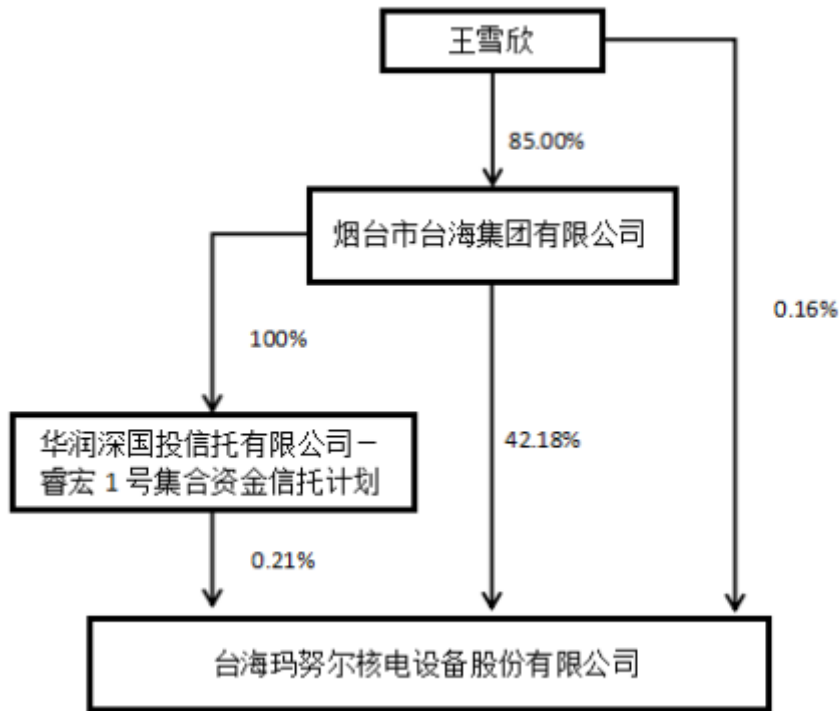 王雪欣
85.00%
烟台市台海集团有限公司
0.16%
100%
华润深国投信托有限公司－
睿宏 1 号集合资金信托计划
42.18%
0.21%
台海玛努尔核电设备股份有限公司